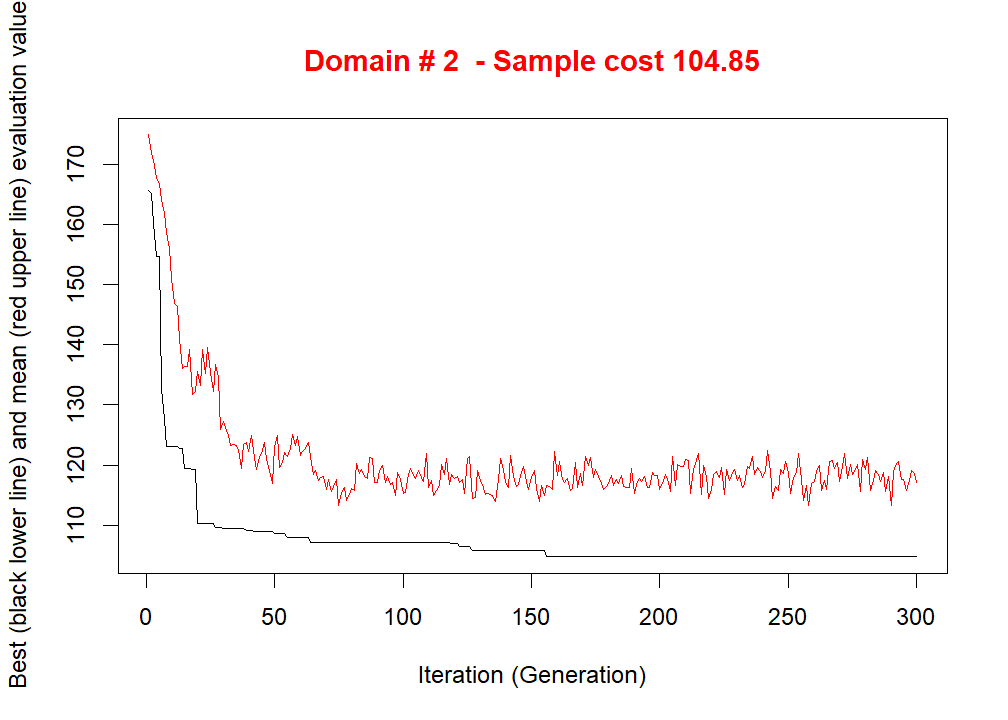 Domain # 2  - Sample cost 104.85
Best (black lower line) and mean (red upper line) evaluation value
170
160
150
140
130
120
110
0 50 100 150 200 250 300
Iteration (Generation)